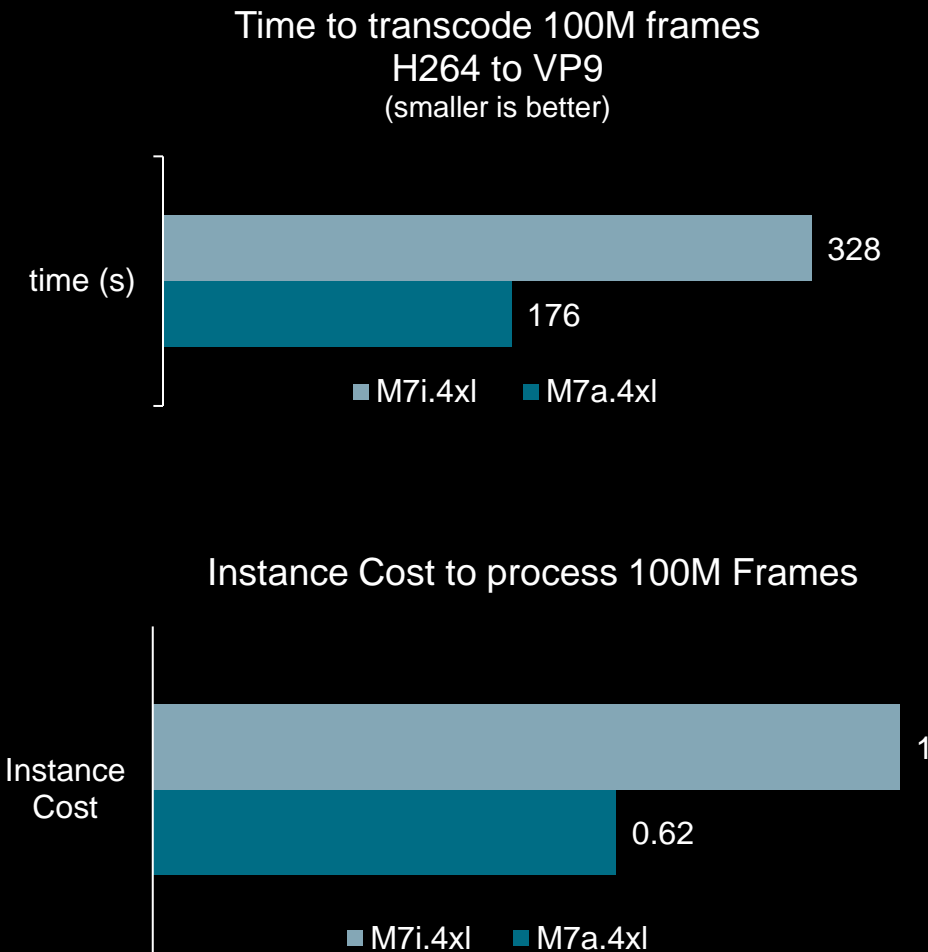 Time to transcode 100M frames
H264 to VP9
(smaller is better)
328
time (s)
176
M7i.4xl M7a.4xl
Instance Cost to process 100M Frames
1
Instance
Cost
0.62
M7i.4xl M7a.4xl